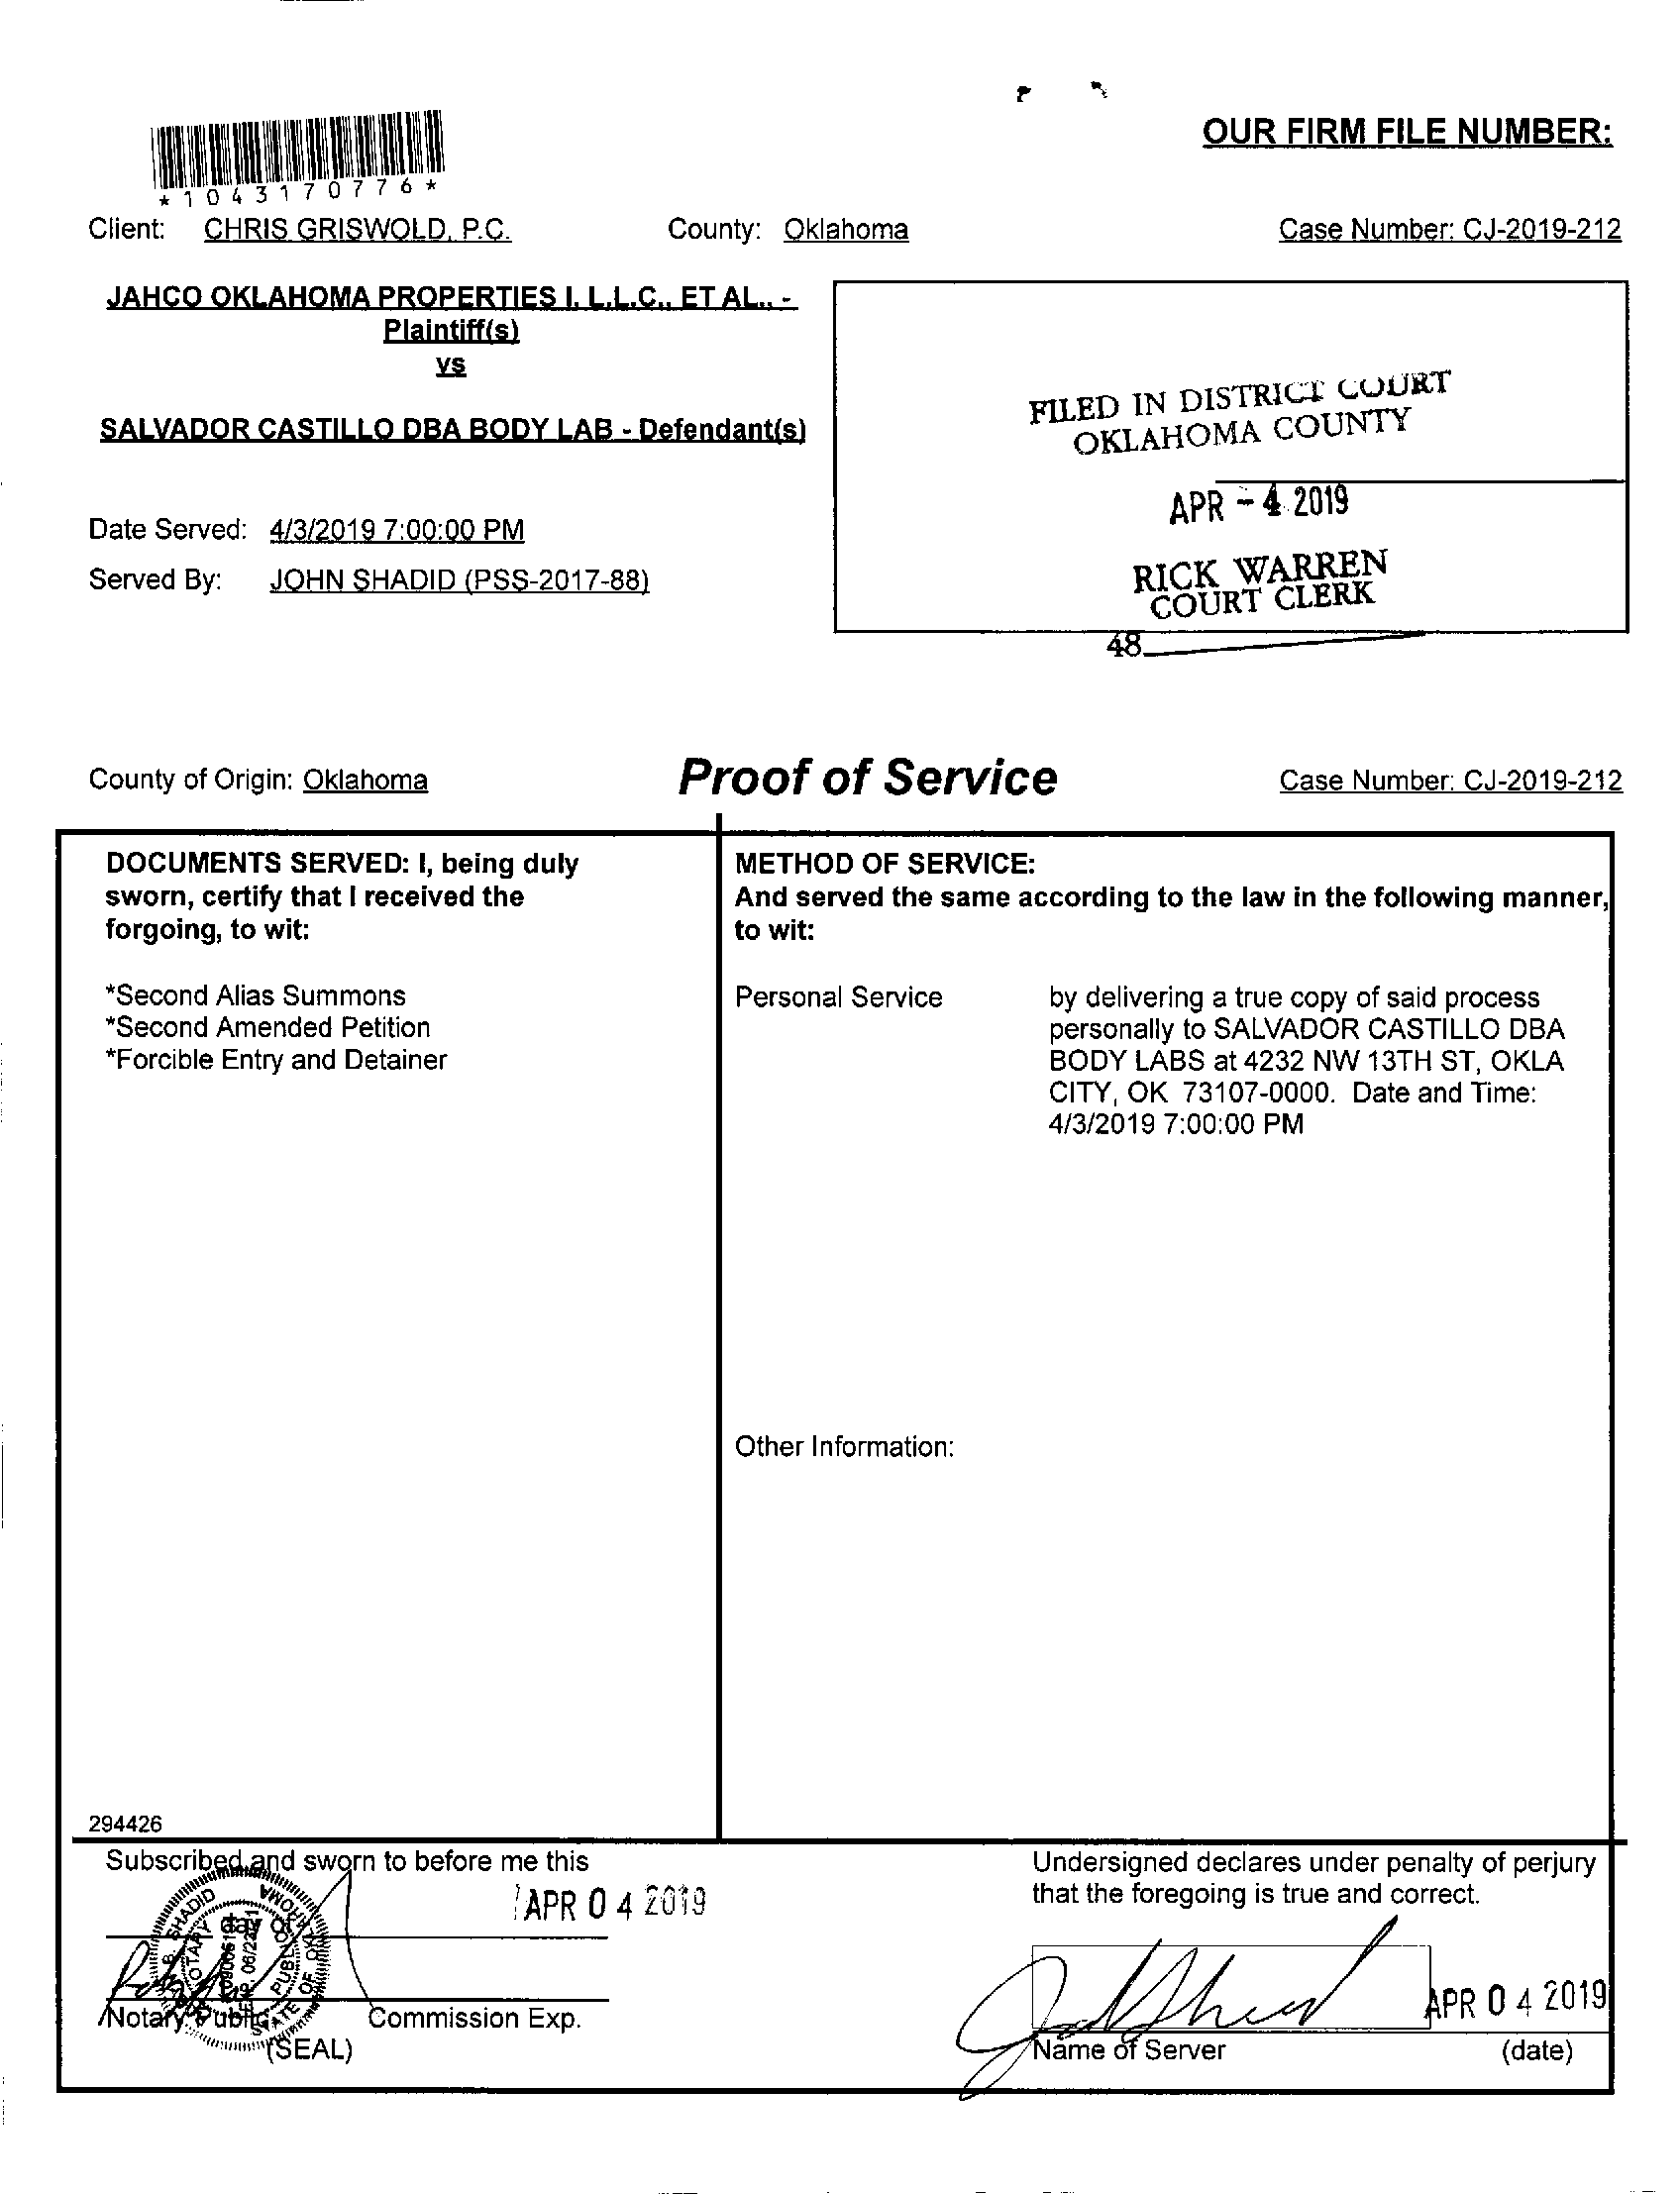 OUR FIRM FILE NUMBER:
*1043170776*
Client: CHRIS GRISWOLD, P.C. County: Oklahoma Case Number: CJ-2019-212
JAHCO OKLAHOMA PROPERTIES I, L.L.C., ET AL., -
Plaintiff(s)
vs
SALVADOR CASTILLO DBA BODY LAB - Defendant(s)
FILED IN DISTRICT COURT
OKLAHOMA COUNTY
APR - 4 2019
RICK WARREN
COURT CLERK
48
Date Served: 4/3/2019 7:00:00 PM
Served By: JOHN SHADID (PSS-2017-88)
County of Origin: Oklahoma Proof of Service Case Number: CJ-2019-212
DOCUMENTS SERVED: I, being duly
sworn, certify that I received the
forgoing, to wit:
*Second Alias Summons
*Second Amended Petition
*Forcible Entry and Detainer
METHOD OF SERVICE:
And served the same according to the law in the following manner,
to wit:
Personal Service by delivering a true copy of said process
personally to SALVADOR CASTILLO DBA
BODY LABS at 4232 NW 13TH ST, OKLA
CITY, OK 73107-0000. Date and Time:
4/3/2019 7:00:00 PM
Other Information:
294426
Subscribed and sworn to before me this
APR 0 4 2019
day of
Notary Public Commission Exp.
(SEAL)
B. SHADID
NOTARY PUBLIC
STATE OF OKLAHOMA
Undersigned declares under penalty of perjury
that the foregoing is true and correct.
APR 0 4 2019
Name of Server (date)